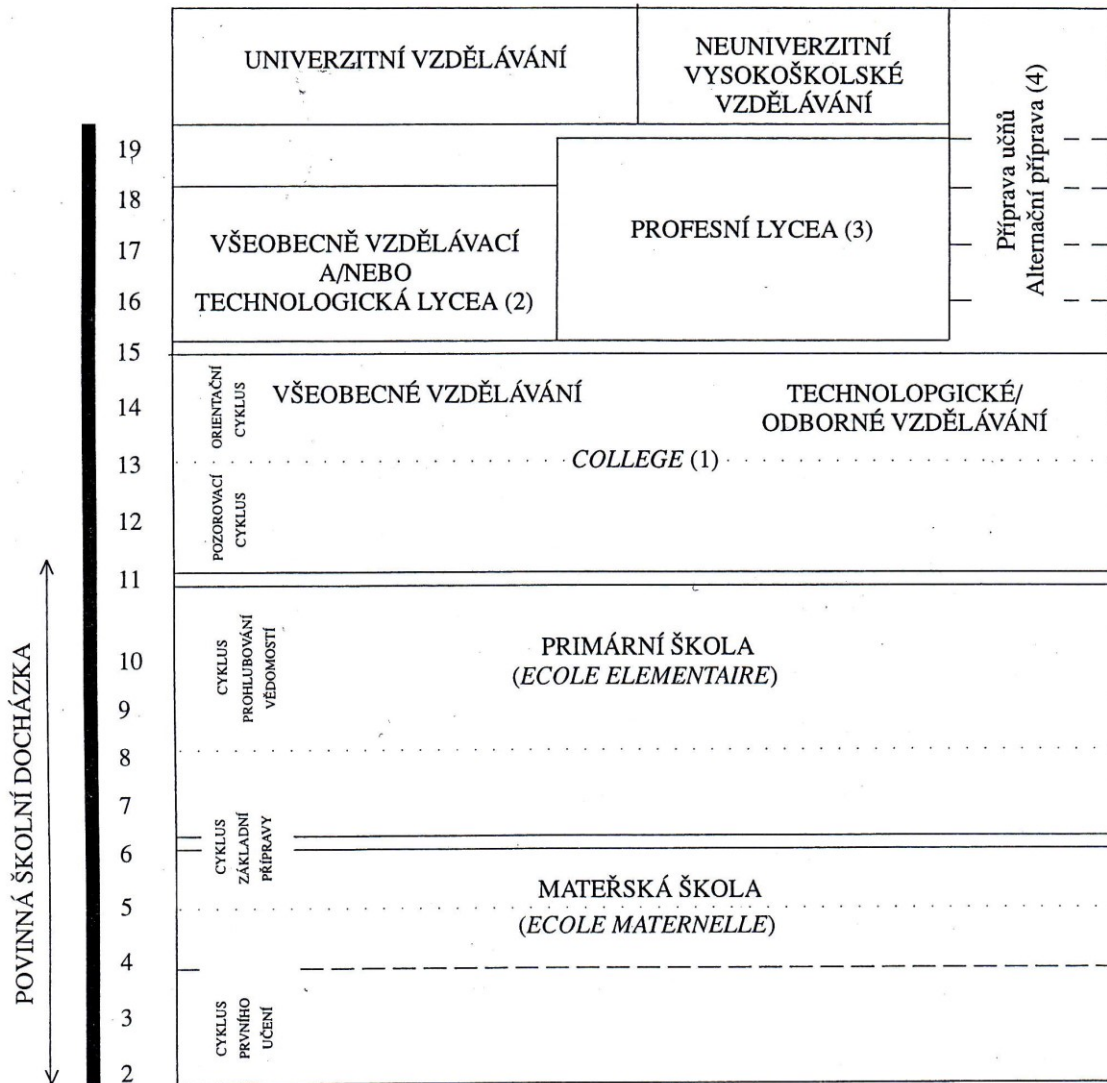 UNIVERZITNÍ VZDĚLÁVÁNÍ
NEUNIVERZITNÍ
VYSOKOŠKOLSKÉ
VZDĚLÁVÁNÍ
Příprava učňů
Alternační příprava (4)
19
18
17
16
15
14
13
12
11
10
9
8
7
6
5
4
3
2
VŠEOBECNĚ VZDĚLÁVACÍ
A/NEBO
TECHNOLOGICKÁ LYCEA (2)
PROFESNÍ LYCEA (3)
ORIENTAČNÍ
CYKLUS
VŠEOBECNÉ VZDĚLÁVÁNÍ
TECHNOLOPGICKÉ/
ODBORNÉ VZDĚLÁVÁNÍ
COLLEGE (1)
POZOROVACÍ
CYKLUS
CYKLUS
PROHLUBOVÁNÍ
VĚDOMOSTÍ
PRIMÁRNÍ ŠKOLA
(ECOLE ELEMENTAIRE)
CYKLUS
ZÁKLADNÍ
PŘÍPRAVY
MATEŘSKÁ ŠKOLA
(ECOLE MATERNELLE)
CYKLUS
PRVNÍHO
UČENÍ
POVINNÁ ŠKOLNÍ DOCHÁZKA